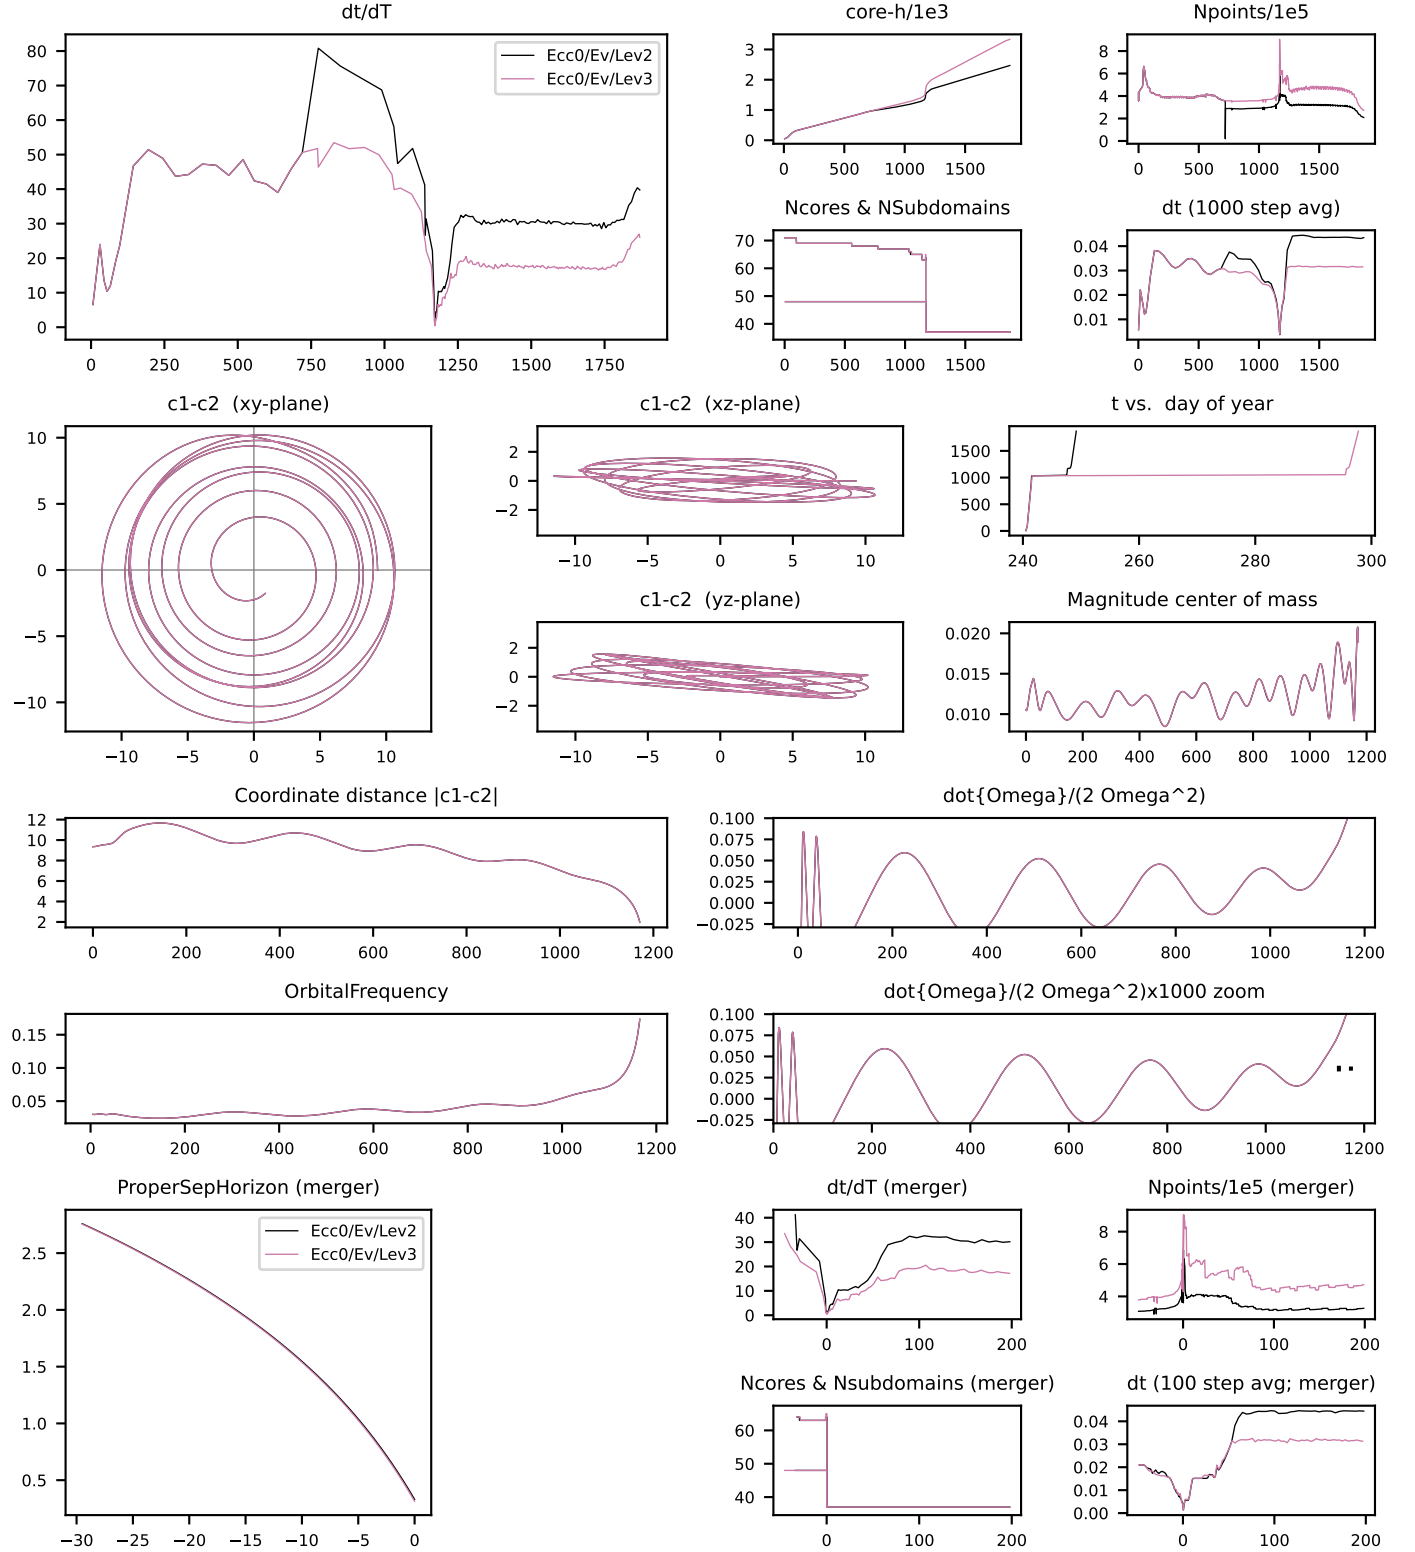 dt/dT
core-h/1e3
Npoints/1e5
Ecc0/Ev/Lev2
Ecc0/Ev/Lev3
80
70
60
50
40
30
20
10
0
0 250 500 750 1000 1250 1500 1750
3
2
1
0
0 500 1000 1500
8
6
4
2
0
0 500 1000 1500
Ncores & NSubdomains
dt (1000 step avg)
70
60
50
40
0 500 1000 1500
0.04
0.03
0.02
0.01
0 500 1000 1500
c1-c2 (xy-plane)
c1-c2 (xz-plane)
t vs. day of year
10
5
0
−5
−10
−10 −5 0 5 10
2
0
−2
−10 −5 0 5 10
1500
1000
500
0
240 260 280 300
c1-c2 (yz-plane)
Magnitude center of mass
2
0
−2
−10 −5 0 5 10
0.020
0.015
0.010
0 200 400 600 800 1000 1200
Coordinate distance |c1-c2|
dot{Omega}/(2 Omega^2)
12
10
8
6
4
2
0 200 400 600 800 1000 1200
0.100
0.075
0.050
0.025
0.000
−0.025
0 200 400 600 800 1000 1200
OrbitalFrequency
dot{Omega}/(2 Omega^2)x1000 zoom
0.15
0.10
0.05
0 200 400 600 800 1000 1200
0.100
0.075
0.050
0.025
0.000
−0.025
0 200 400 600 800 1000 1200
ProperSepHorizon (merger)
dt/dT (merger)
Npoints/1e5 (merger)
Ecc0/Ev/Lev2
Ecc0/Ev/Lev3
2.5
2.0
1.5
1.0
0.5
−30 −25 −20 −15 −10 −5 0
40
30
20
10
0
0 100 200
8
6
4
0 100 200
Ncores & Nsubdomains (merger)
dt (100 step avg; merger)
60
50
40
0 100 200
0.04
0.03
0.02
0.01
0.00
0 100 200